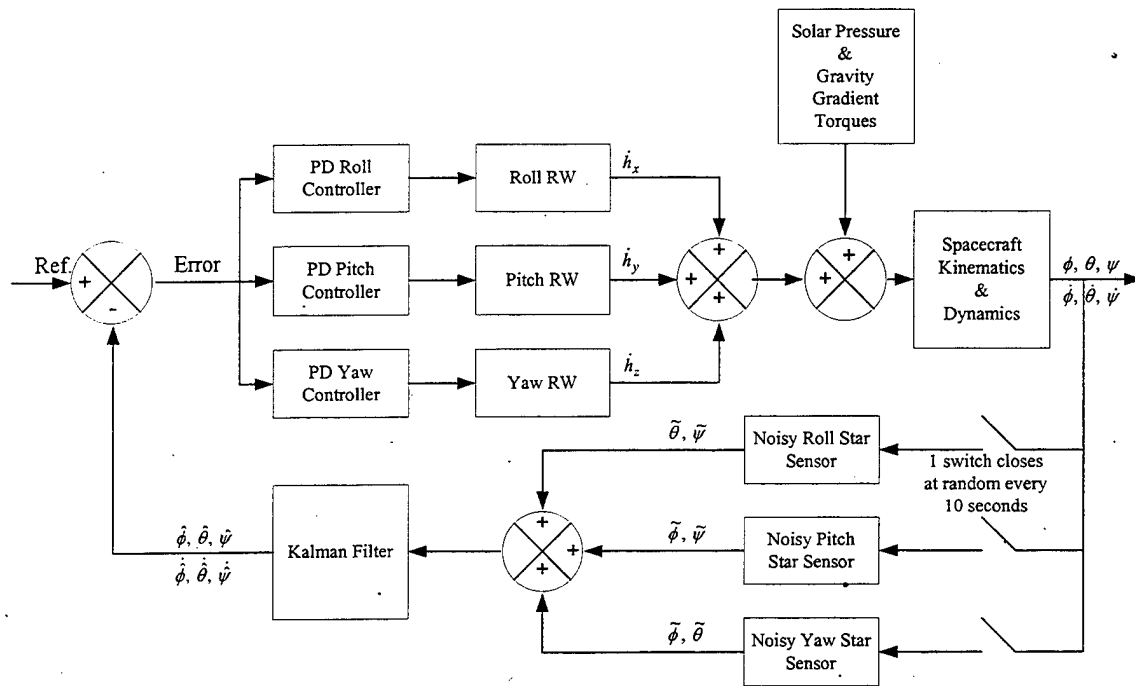 Solar Pressure
&
Gravity
Gradient
Torques
PD Roll
Controller
Roll RW
ḣx
Ref.
+
-
Error
PD Pitch
Controller
Pitch RW
ḣy
+
+
+
+
+
Spacecraft
Kinematics
&
Dynamics
ϕ, θ, ψ
ϕ̇, θ̇, ψ̇
PD Yaw
Controller
Yaw RW
ḣz
θ̃, ψ̃
Noisy Roll Star
Sensor
1 switch closes
at random every
10 seconds
ϕ̂, θ̂, ψ̂
ϕ̇̂, θ̇̂, ψ̇̂
Kalman Filter
+
+
+
ϕ̃, ψ̃
Noisy Pitch
Star Sensor
ϕ̃, θ̃
Noisy Yaw Star
Sensor